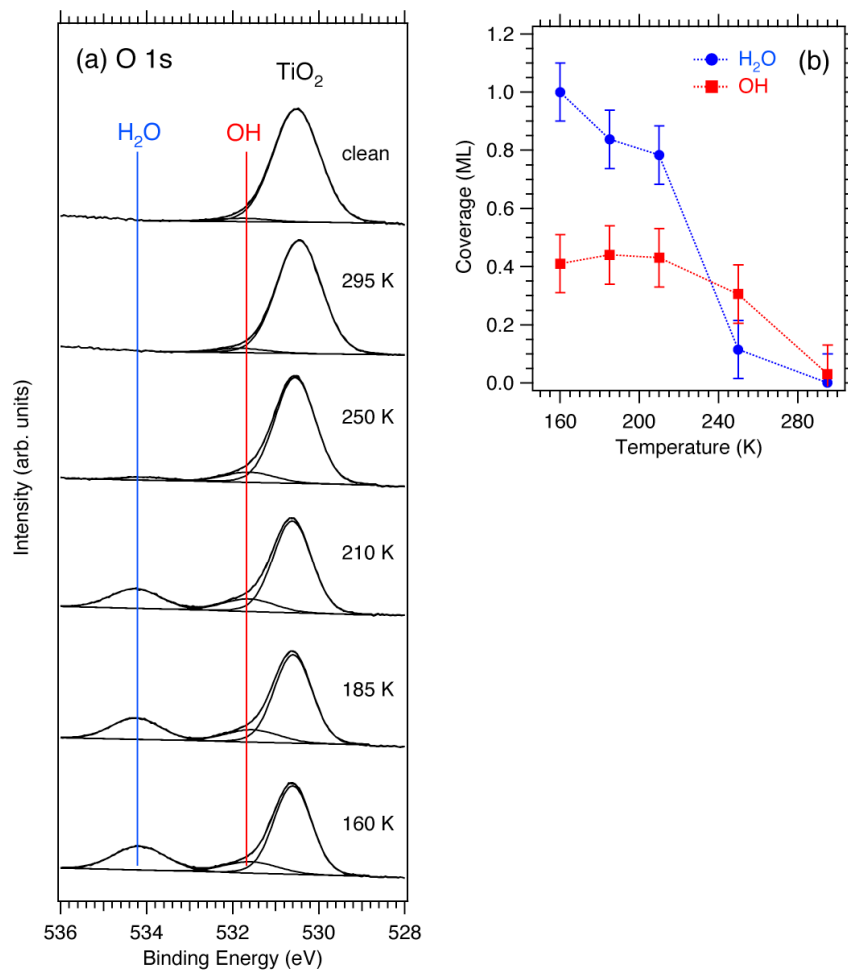 (a) O 1s
TiO₂
H₂O
OH
clean
295 K
250 K
210 K
185 K
160 K
Intensity (arb. units)
536
534
532
530
528
Binding Energy (eV)
(b)
H₂O
OH
1.2
1.0
0.8
0.6
0.4
0.2
0.0
Coverage (ML)
160
200
240
280
Temperature (K)